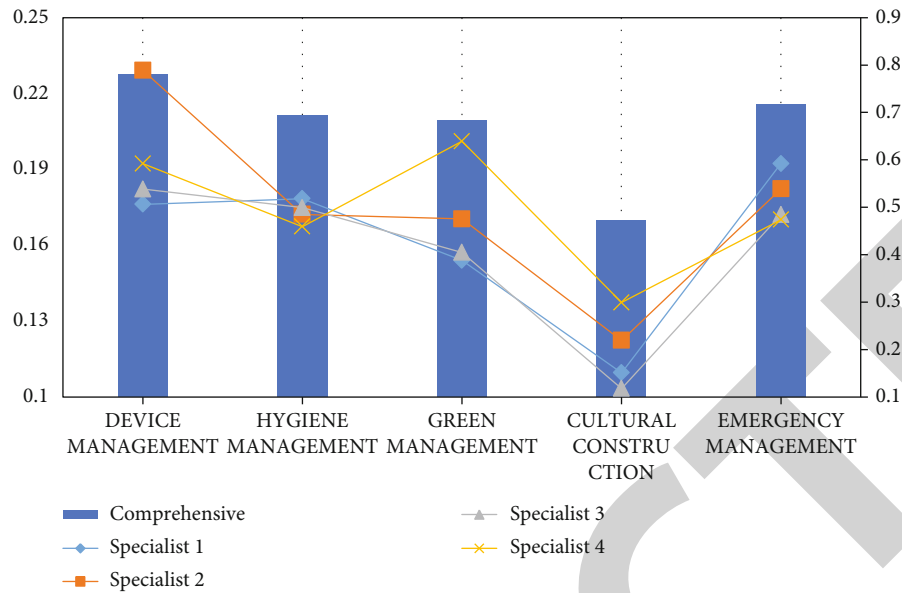 0.25
0.22
0.19
0.16
0.13
0.1
0.9
0.8
0.7
0.6
0.5
0.4
0.3
0.2
0.1
DEVICE
MANAGEMENT
HYGIENE
MANAGEMENT
GREEN
MANAGEMENT
CULTURAL
CONSTRU
CTION
EMERGENCY
MANAGEMENT
Comprehensive
Specialist 1
Specialist 2
Specialist 3
Specialist 4